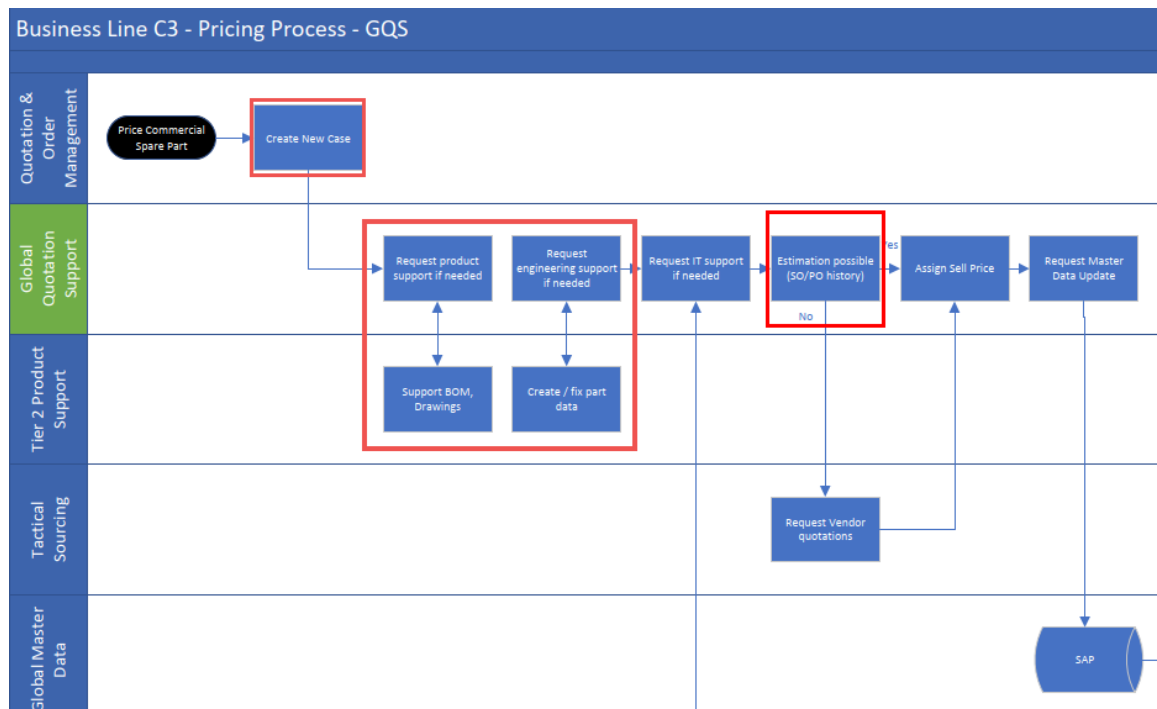 Business Line C3 - Pricing Process - GQS
Quotation &
Order
Management
Price Commercial
Spare Part
Create New Case
Global
Quotation
Support
Request product
support if needed
Request
engineering support
if needed
Request IT support
if needed
Estimation possible
(SO/PO history)
Yes
No
Assign Sell Price
Request Master
Data Update
Tier 2 Product
Support
Support BOM,
Drawings
Create / fix part
data
Tactical
Sourcing
Request Vendor
quotations
Global Master
Data
SAP